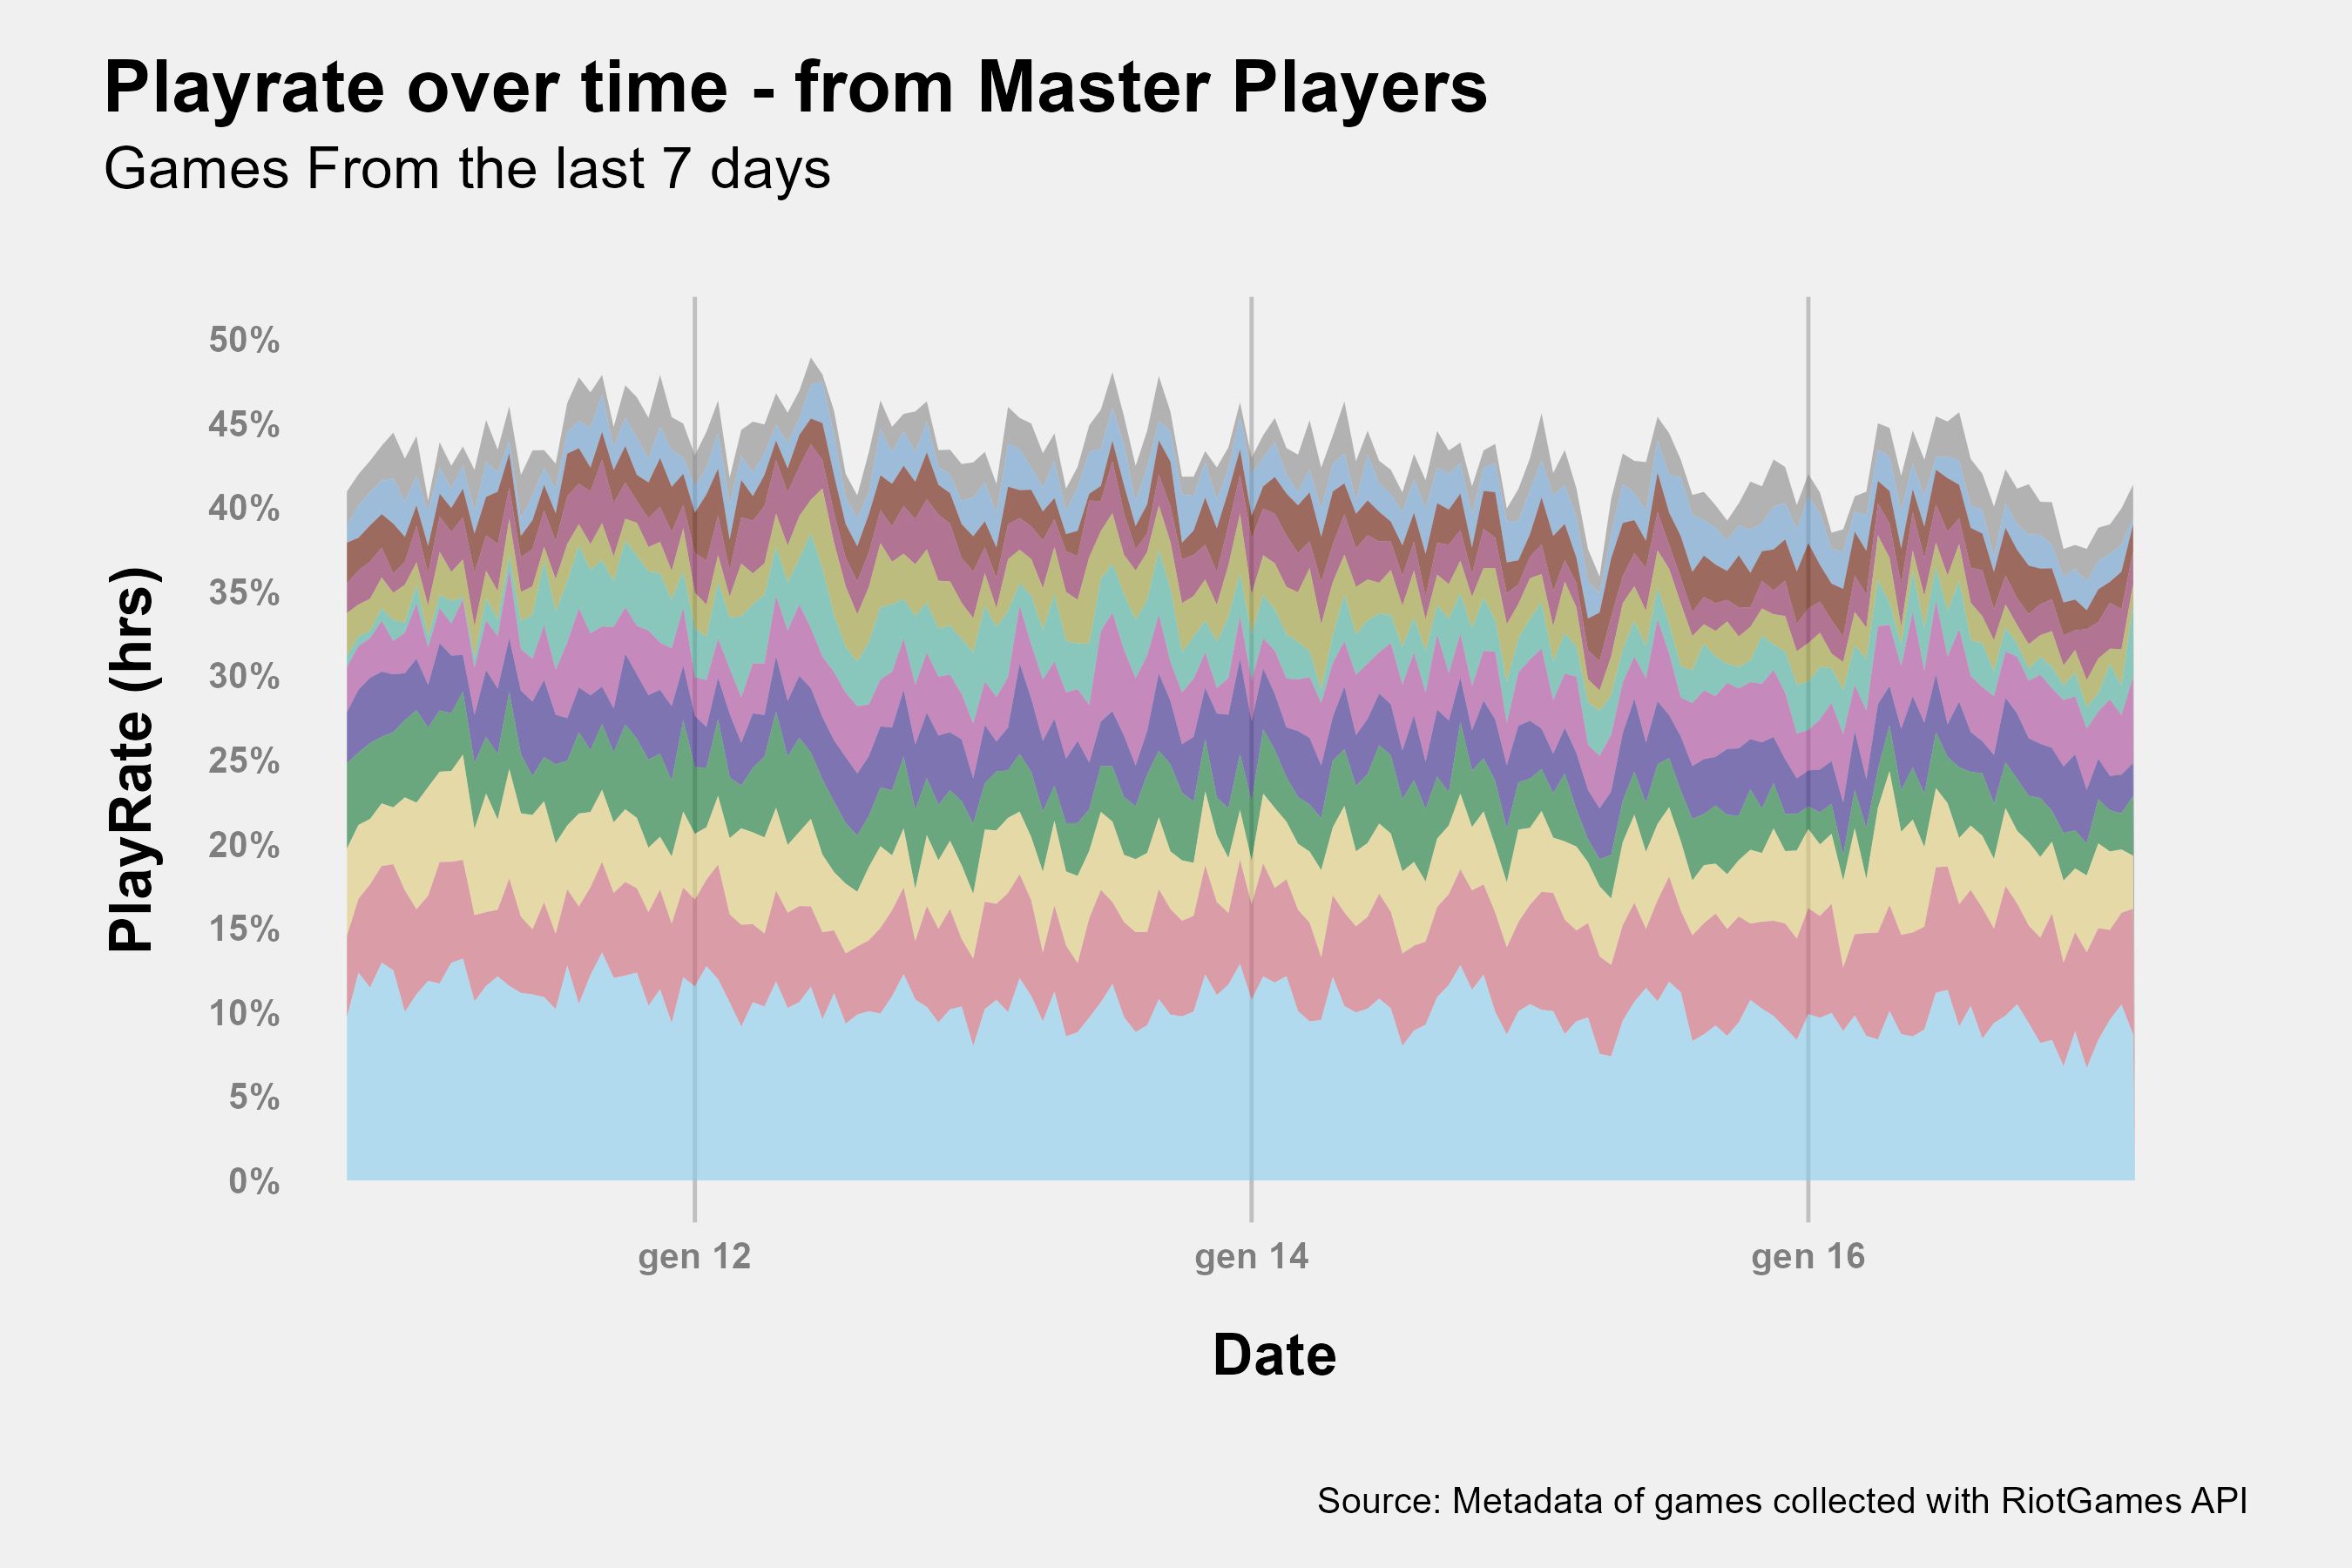 Playrate over time - from Master Players
Games From the last 7 days
50%
45%
40%
35%
30%
25%
20%
15%
10%
5%
0%
PlayRate (hrs)
gen 12
gen 14
gen 16
Date
Source: Metadata of games collected with RiotGames API